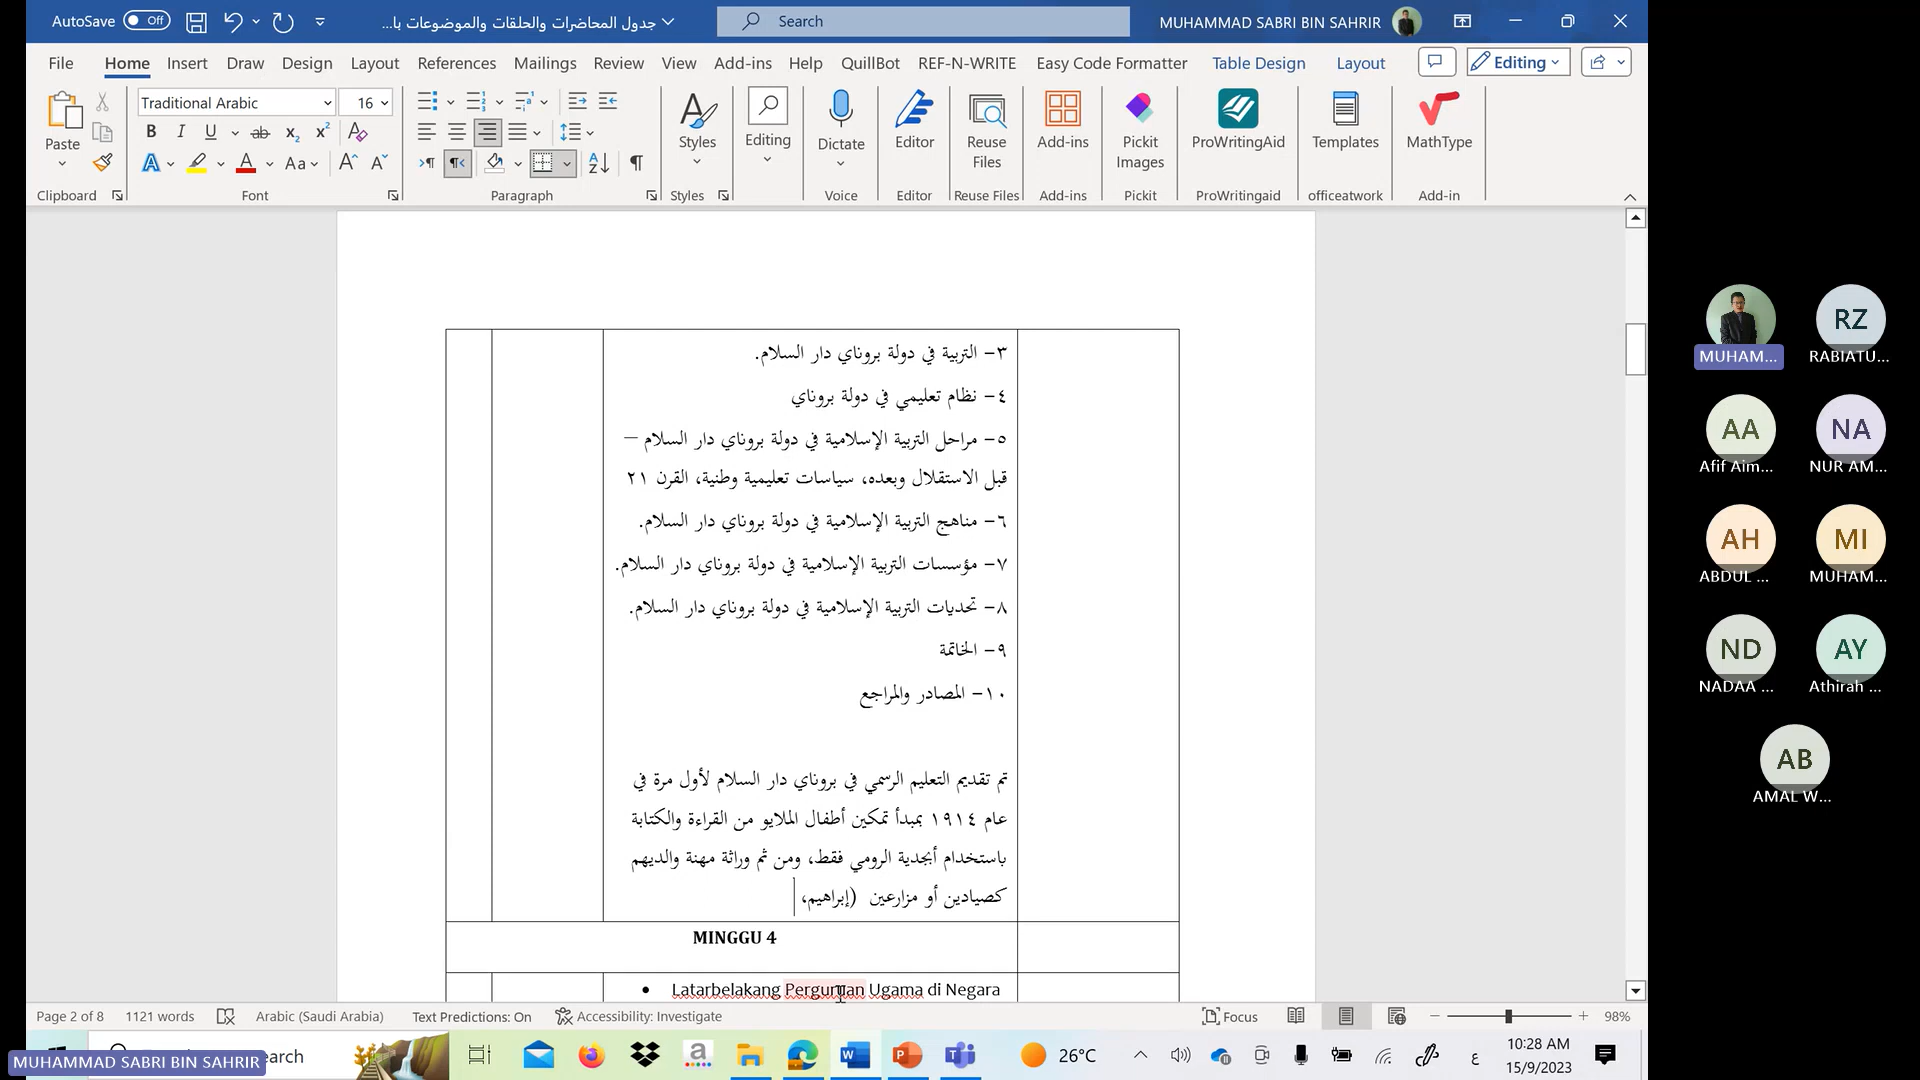 AutoSave
Off
جدول المحاضرات والحلقات والموضوعات با...
Search
MUHAMMAD SABRI BIN SAHRIR
File
Home
Insert
Draw
Design
Layout
References
Mailings
Review
View
Add-ins
Help
QuillBot
REF-N-WRITE
Easy Code Formatter
Table Design
Layout
Editing
Paste
Clipboard
Traditional Arabic
16
Font
Paragraph
Styles
Styles
Editing
Dictate
Voice
Editor
Editor
Reuse Files
Reuse Files
Add-ins
Add-ins
Pickit Images
Pickit
ProWritingAid
ProWritingaid
Templates
officeatwork
MathType
Add-in
٣- التربية في دولة بروناي دار السلام.
٤- نظام تعليمي في دولة بروناي
٥- مراحل التربية الإسلامية في دولة بروناي دار السلام –
قبل الاستقلال وبعده، سياسات تعليمية وطنية، القرن ٢١
٦- مناهج التربية الإسلامية في دولة بروناي دار السلام.
٧- مؤسسات التربية الإسلامية في دولة بروناي دار السلام.
٨- تحديات التربية الإسلامية في دولة بروناي دار السلام.
٩- الخاتمة
١٠- المصادر والمراجع
تم تقديم التعليم الرسمي في بروناي دار السلام لأول مرة في
عام ١٩١٤ بمبدأ تمكين أطفال الملايو من القراءة والكتابة
باستخدام أبجدية الرومي فقط، ومن ثم وراثة مهنة والديهم
كصيادين أو مزارعين (إبراهيم،
MINGGU 4
• Latarbelakang Perguruan Ugama di Negara
MUHAM...
RABIATU...
RZ
AA
Afif Aim...
NA
NUR AM...
AH
ABDUL ...
MI
MUHAM...
ND
NADAA ...
AY
Athirah ...
AB
AMAL W...
Page 2 of 8
1121 words
Arabic (Saudi Arabia)
Text Predictions: On
Accessibility: Investigate
Focus
98%
MUHAMMAD SABRI BIN SAHRIR
earch
26°C
ع
10:28 AM
15/9/2023